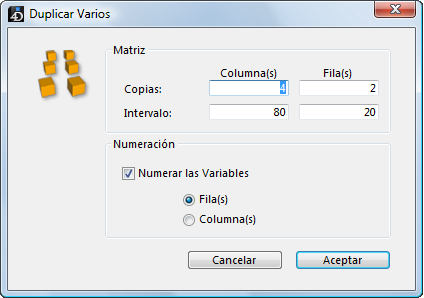 Duplicar Varios
Matriz
Columna(s) Fila(s)
Copias: 4 2
Intervalo: 80 20
Numeración
Numerar las Variables
Fila(s)
Columna(s)
Cancelar Aceptar